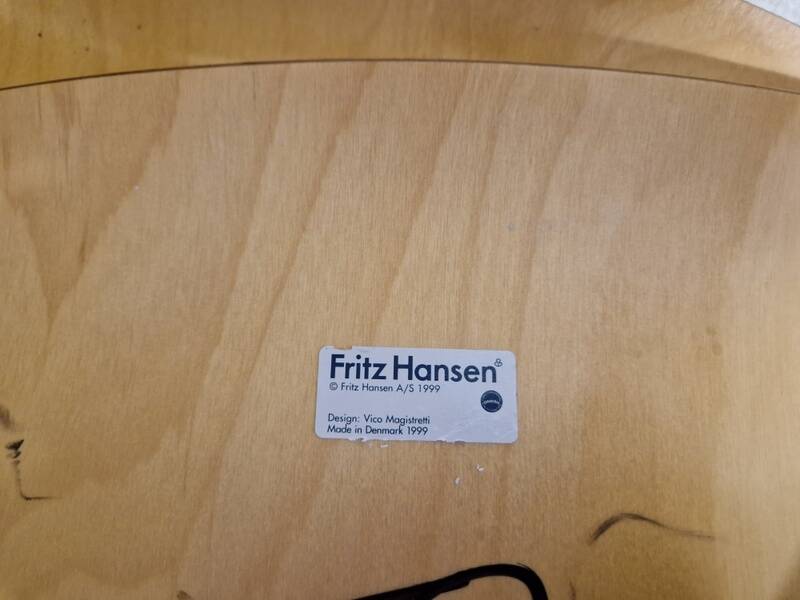 Fritz Hansen
© Fritz Hansen A/S 1999
Design: Vico Magistretti
Made in Denmark 1999